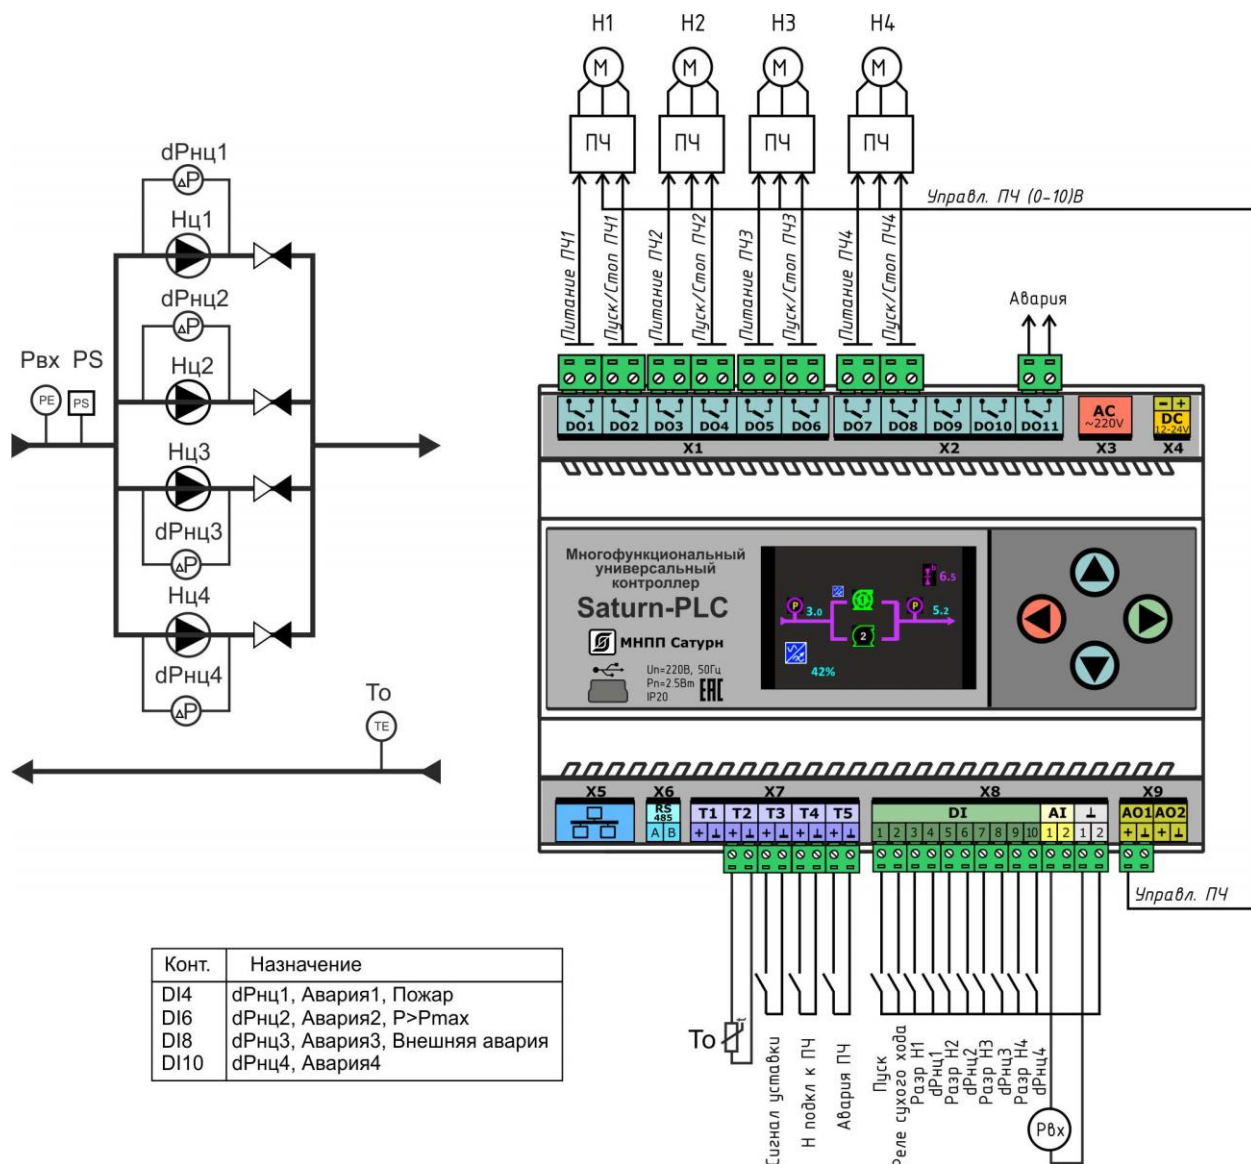 Н1 Н2 Н3 Н4
М М М М
ПЧ ПЧ ПЧ ПЧ
Управл. ПЧ (0-10)В
Питание ПЧ1
Пуск/Стоп ПЧ1
Питание ПЧ2
Пуск/Стоп ПЧ2
Питание ПЧ3
Пуск/Стоп ПЧ3
Питание ПЧ4
Пуск/Стоп ПЧ4
Авария
dPнц1
ΔP
Нц1
dPнц2
ΔP
Нц2
Рвх PS
PE PS
Нц3
dPнц3
ΔP
Нц4
dPнц4
ΔP
То
TE
DO1 DO2 DO3 DO4 DO5 DO6 DO7 DO8 DO9 DO10 DO11
AC
~220V
- +
DC
12-24V
X1 X2 X3 X4
Многофункциональный
универсальный
контроллер
Saturn-PLC
МНПП Сатурн
Un=220В, 50Гц
Pn=2.5Вт
IP20
EAC
6.5
P 3.0 1 P 5.2
2
42%
X5 X6 X7 X8 X9
RS
485
A B
T1 T2 T3 T4 T5
+ ⊥ + ⊥ + ⊥ + ⊥ + ⊥
DI AI ⊥
1 2 3 4 5 6 7 8 9 10 1 2 1 2
AO1 AO2
+ ⊥ + ⊥
Управл. ПЧ
t
То
Сигнал уставки
Н подкл к ПЧ
Авария ПЧ
Пуск
Реле сухого хода
Разр Н1
dPнц1
Разр Н2
dPнц2
Разр Н3
dPнц3
Разр Н4
dPнц4
Рвх
Конт. Назначение
DI4 dPнц1, Авария1, Пожар
DI6 dPнц2, Авария2, P>Pmax
DI8 dPнц3, Авария3, Внешняя авария
DI10 dPнц4, Авария4